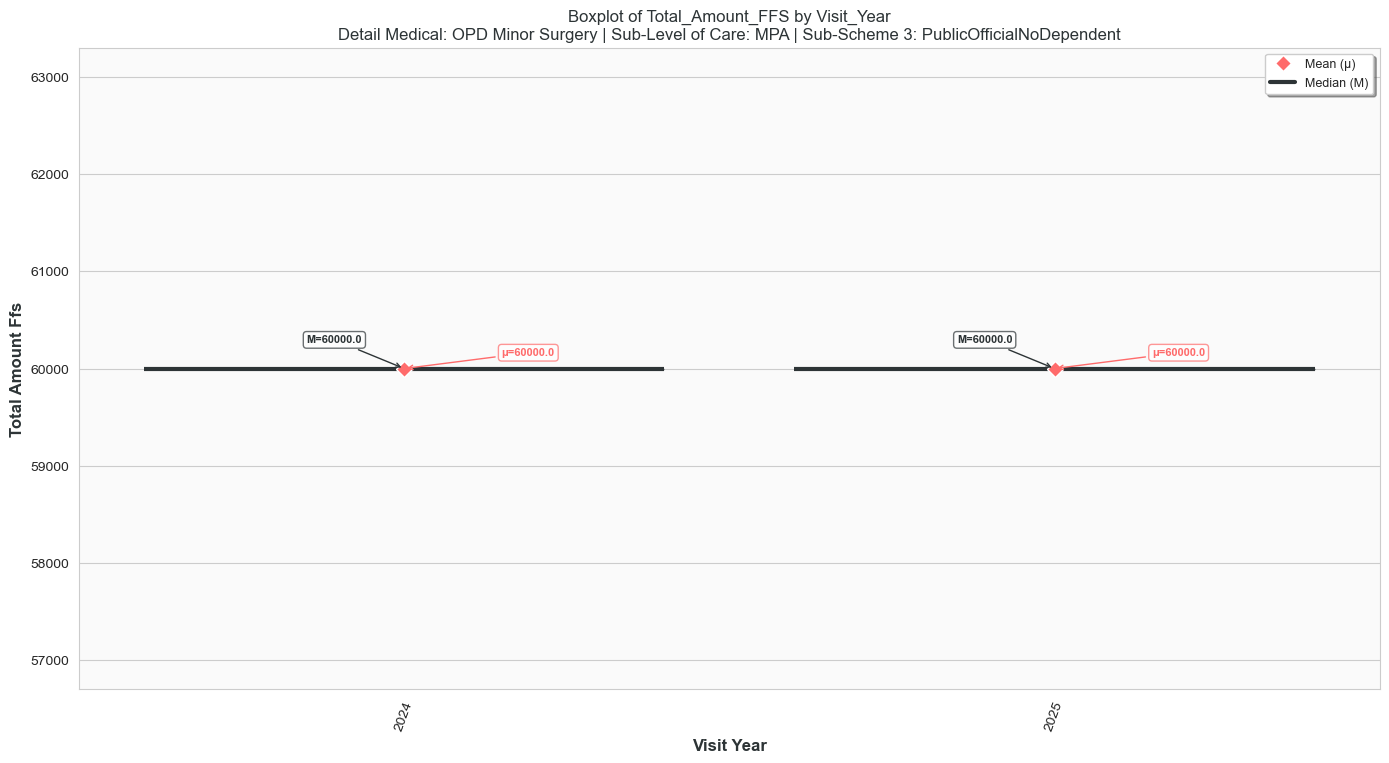 Boxplot of Total_Amount_FFS by Visit_Year
Detail Medical: OPD Minor Surgery | Sub-Level of Care: MPA | Sub-Scheme 3: PublicOfficialNoDependent
Mean (μ)
Median (M)
Total Amount Ffs
63000
62000
61000
60000
59000
58000
57000
M=60000.0
μ=60000.0
M=60000.0
μ=60000.0
2024
2025
Visit Year